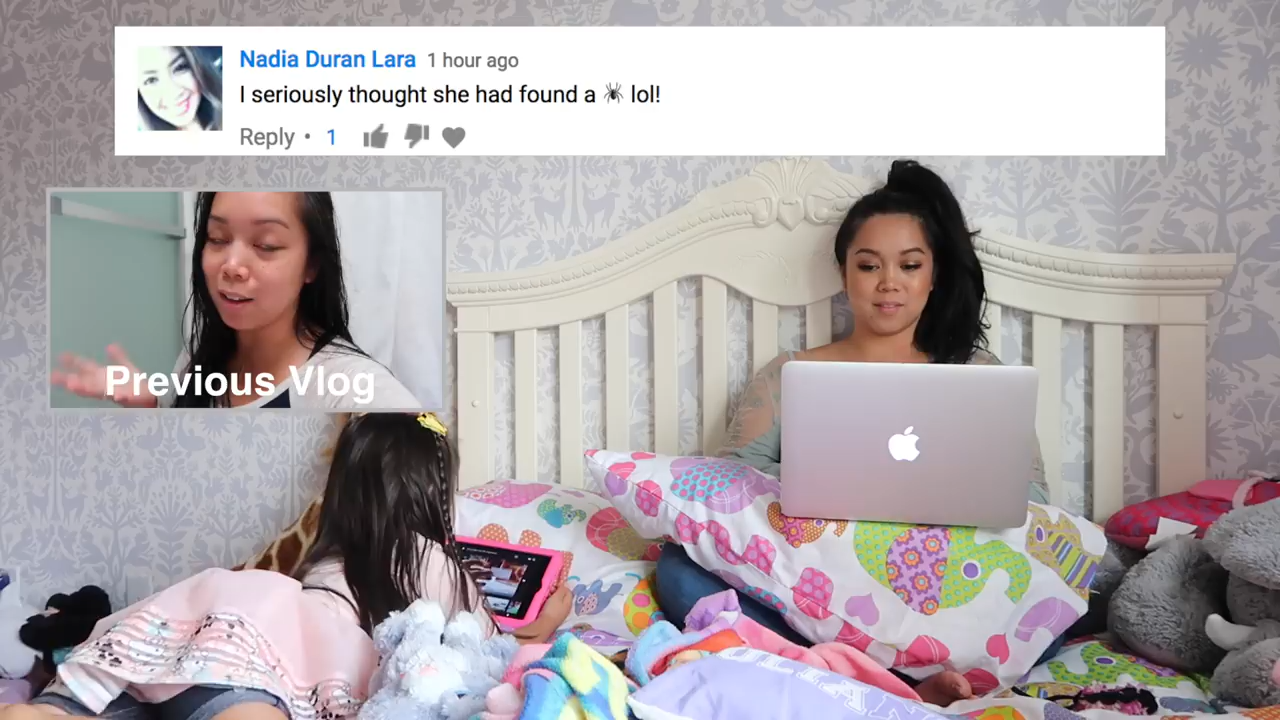 Nadia Duran Lara 1 hour ago
I seriously thought she had found a 🕷 lol!
Reply • 1
Previous Vlog